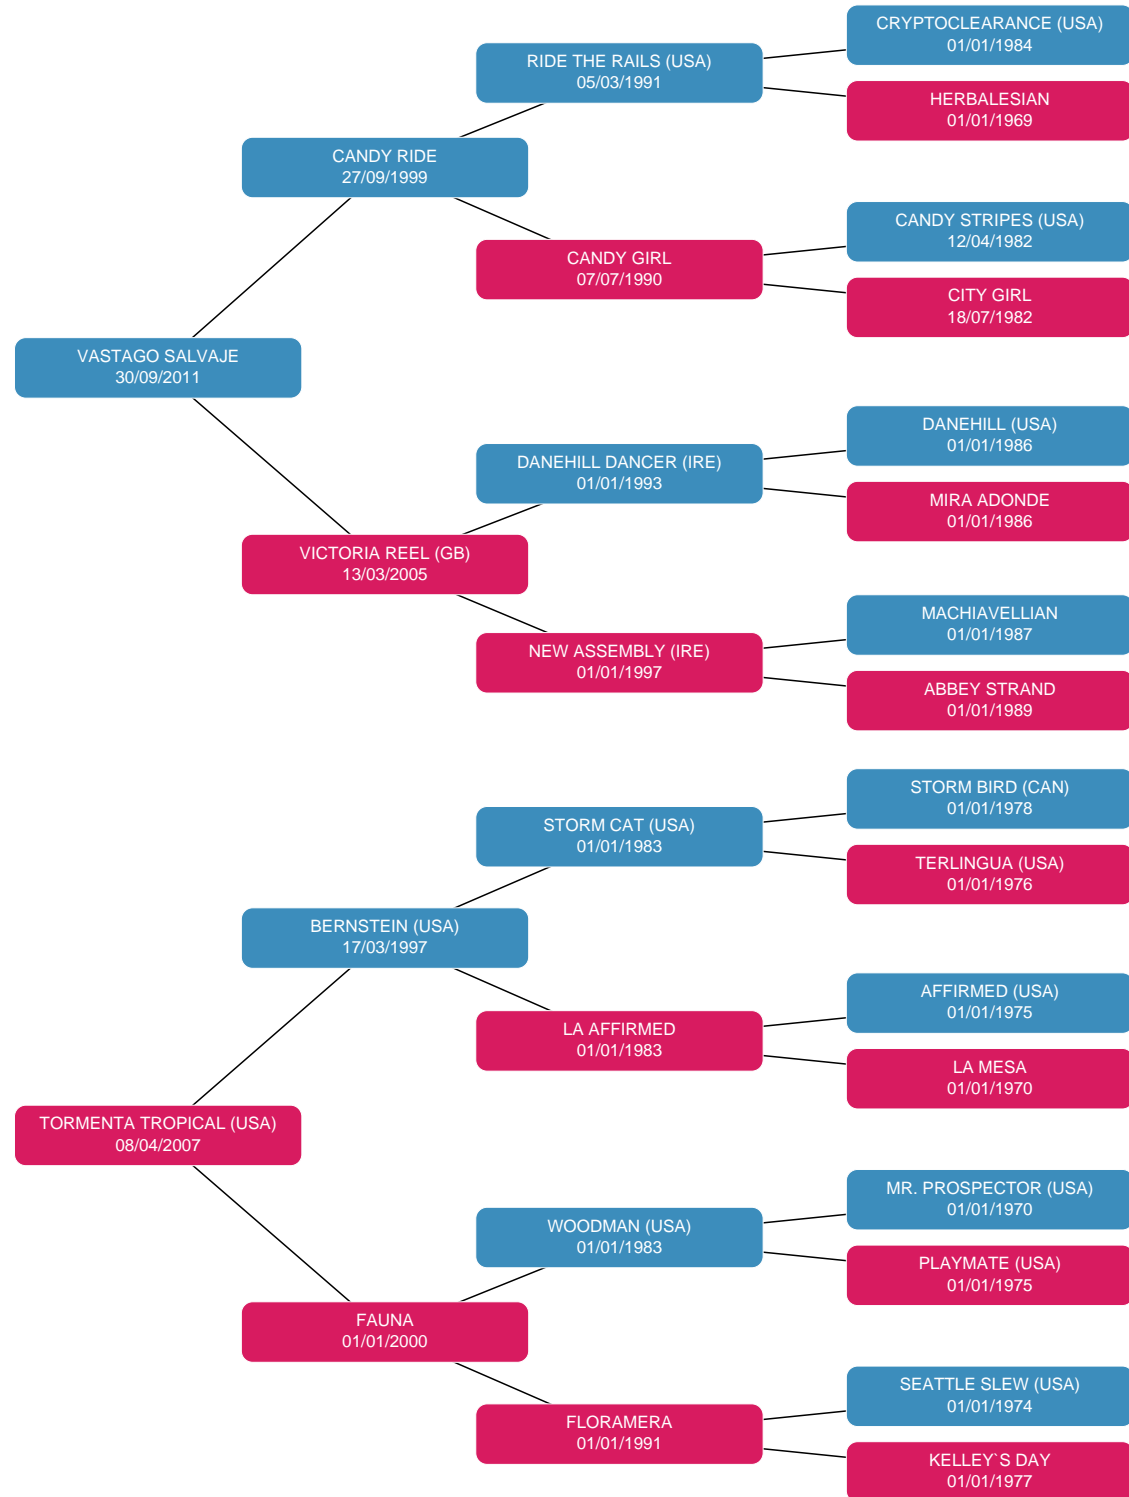 CRYPTOCLEARANCE (USA)
01/01/1984
RIDE THE RAILS (USA)
05/03/1991
HERBALESIAN
01/01/1969
CANDY RIDE
27/09/1999
CANDY STRIPES (USA)
12/04/1982
CANDY GIRL
07/07/1990
CITY GIRL
18/07/1982
VASTAGO SALVAJE
30/09/2011
DANEHILL (USA)
01/01/1986
DANEHILL DANCER (IRE)
01/01/1993
MIRA ADONDE
01/01/1986
VICTORIA REEL (GB)
13/03/2005
MACHIAVELLIAN
01/01/1987
NEW ASSEMBLY (IRE)
01/01/1997
ABBEY STRAND
01/01/1989
STORM BIRD (CAN)
01/01/1978
STORM CAT (USA)
01/01/1983
TERLINGUA (USA)
01/01/1976
BERNSTEIN (USA)
17/03/1997
AFFIRMED (USA)
01/01/1975
LA AFFIRMED
01/01/1983
LA MESA
01/01/1970
TORMENTA TROPICAL (USA)
08/04/2007
MR. PROSPECTOR (USA)
01/01/1970
WOODMAN (USA)
01/01/1983
PLAYMATE (USA)
01/01/1975
FAUNA
01/01/2000
SEATTLE SLEW (USA)
01/01/1974
FLORAMERA
01/01/1991
KELLEY`S DAY
01/01/1977